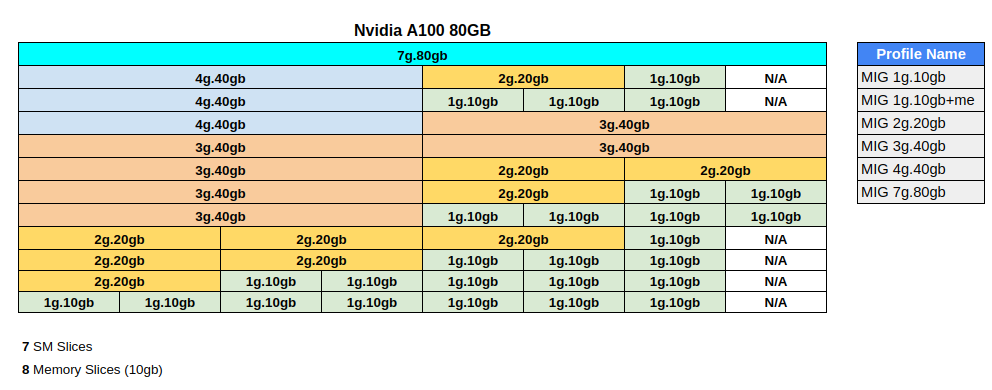 Nvidia A100 80GB
7g.80gb
Profile Name
4g.40gb 2g.20gb 1g.10gb N/A
MIG 1g.10gb
4g.40gb 1g.10gb 1g.10gb 1g.10gb N/A
MIG 1g.10gb+me
4g.40gb 3g.40gb
MIG 2g.20gb
3g.40gb 3g.40gb
MIG 3g.40gb
3g.40gb 2g.20gb 2g.20gb
MIG 4g.40gb
3g.40gb 2g.20gb 1g.10gb 1g.10gb
MIG 7g.80gb
3g.40gb 1g.10gb 1g.10gb 1g.10gb 1g.10gb
2g.20gb 2g.20gb 2g.20gb 1g.10gb N/A
2g.20gb 2g.20gb 1g.10gb 1g.10gb 1g.10gb N/A
2g.20gb 1g.10gb 1g.10gb 1g.10gb 1g.10gb 1g.10gb N/A
1g.10gb 1g.10gb 1g.10gb 1g.10gb 1g.10gb 1g.10gb 1g.10gb N/A
7 SM Slices
8 Memory Slices (10gb)